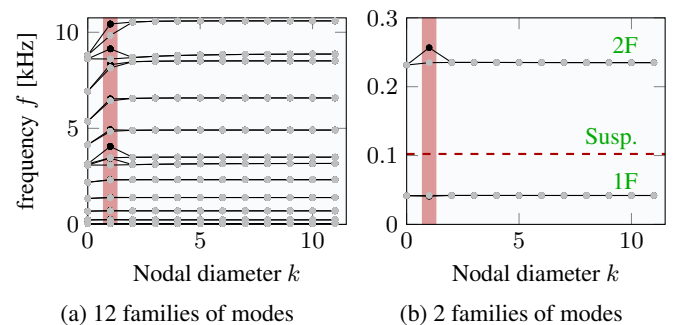 10
5
0
0
5
10
frequency f [kHz]
Nodal diameter k
(a) 12 families of modes
0.3
0.2
0.1
0
0
5
10
2F
Susp.
1F
Nodal diameter k
(b) 2 families of modes